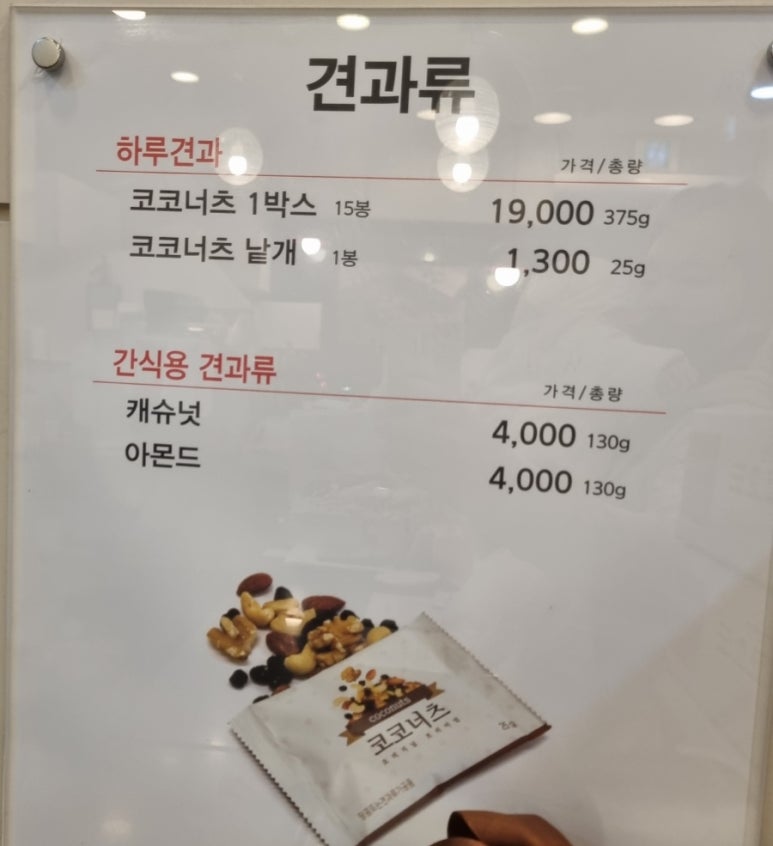 견과류
하루견과 가격/총량
코코너츠 1박스 15봉 19,000 375g
코코너츠 낱개 1봉 1,300 25g
간식용 견과류 가격/총량
캐슈넛 4,000 130g
아몬드 4,000 130g
coconuts
코코너츠
25g